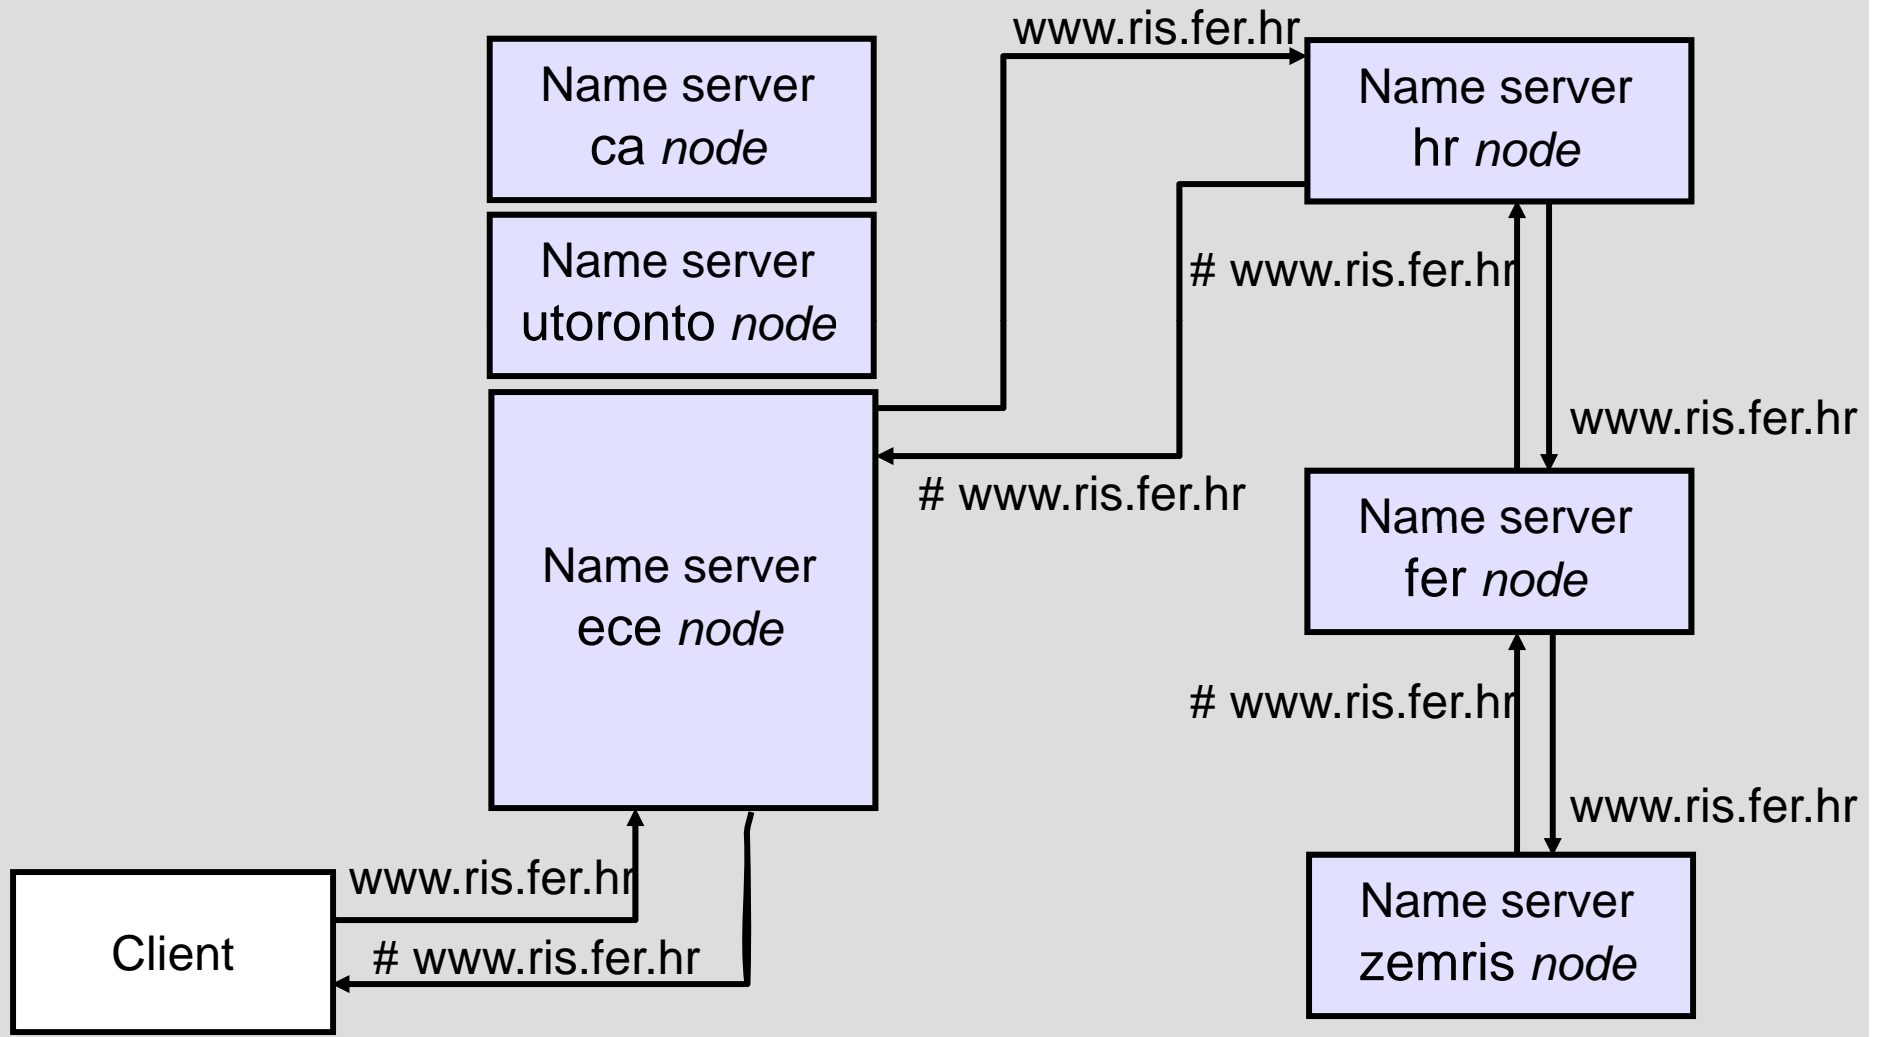 www.ris.fer.hr
Name server
ca node
Name server
hr node
Name server
utoronto node
# www.ris.fer.hr
www.ris.fer.hr
# www.ris.fer.hr
Name server
fer node
Name server
ece node
# www.ris.fer.hr
www.ris.fer.hr
www.ris.fer.hr
Name server
zemris node
Client
# www.ris.fer.hr